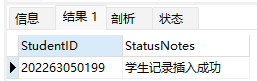 信息 结果 1 剖析 状态
StudentID StatusNotes
202263050199 学生记录插入成功